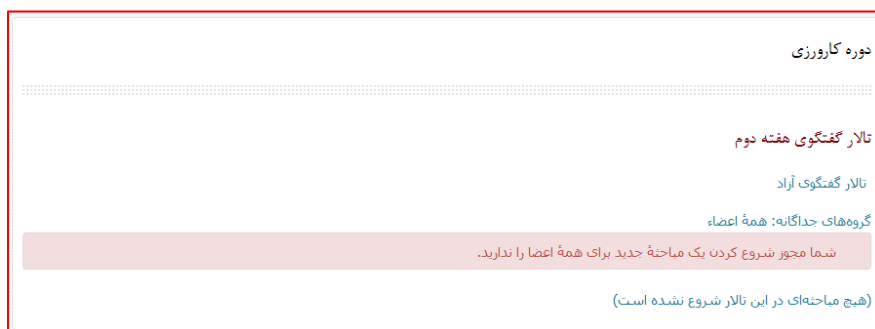 دوره کارورزی
تالار گفتگوی هفته دوم
تالار گفتگوی آزاد
گروه‌های جداگانه: همهٔ اعضاء
شما مجوز شروع کردن یک مباحثهٔ جدید برای همهٔ اعضا را ندارید.
(هیچ مباحثه‌ای در این تالار شروع نشده است)